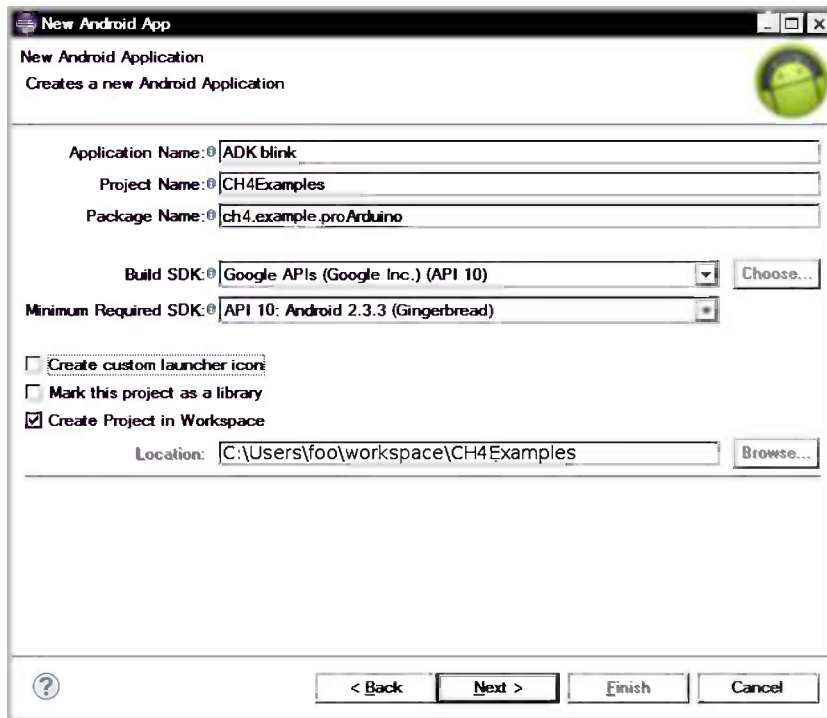 New Android App
New Android Application
Creates a new Android Application
Application Name: ADK blink
Project Name: CH4Examples
Package Name: ch4.example.proArduino
Build SDK: Google APIs (Google Inc.) (API 10) Choose...
Minimum Required SDK: API 10: Android 2.3.3 (Gingerbread)
Create custom launcher icon
Mark this project as a library
Create Project in Workspace
Location: C:\Users\foo\workspace\CH4Examples Browse...
? < Back Next > Finish Cancel